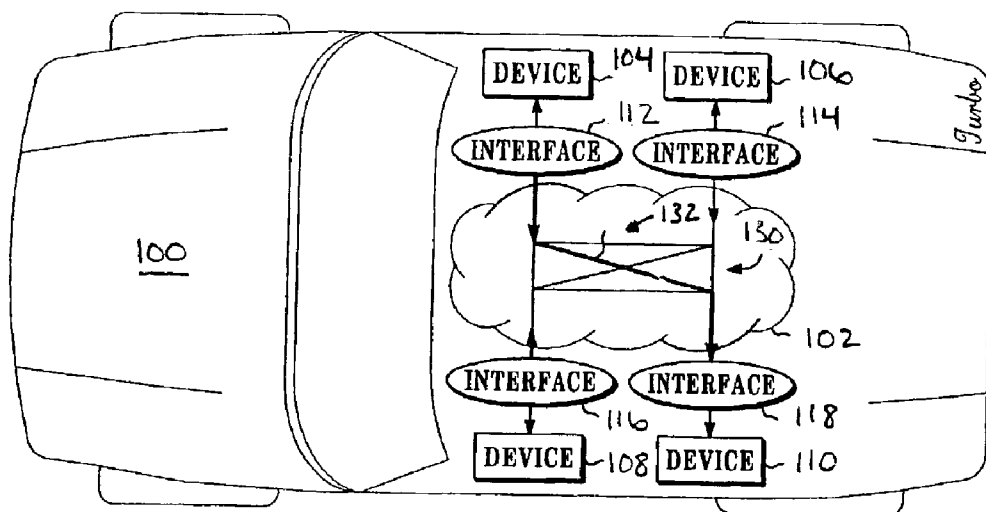 DEVICE 104 DEVICE 106
Turbo
112 114
INTERFACE INTERFACE
132
130
100
102
INTERFACE INTERFACE
116 118
DEVICE 108 DEVICE 110